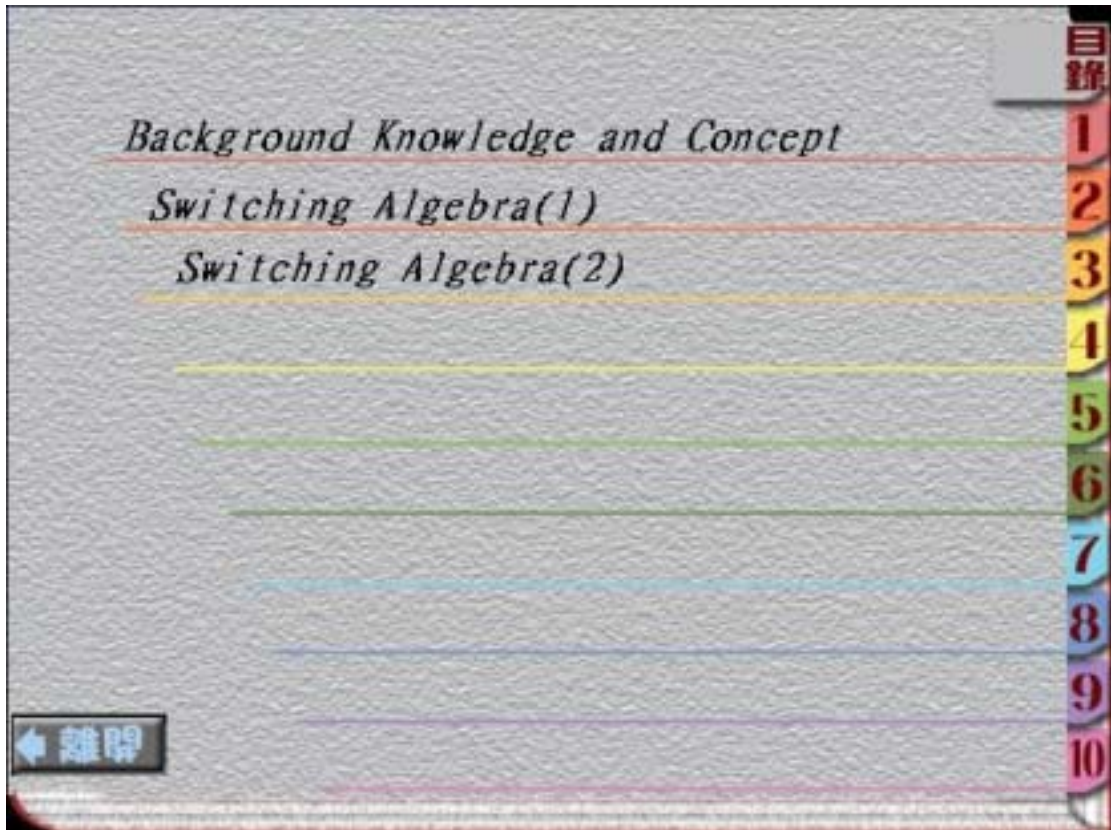 目錄
Background Knowledge and Concept
1
Switching Algebra(1)
2
Switching Algebra(2)
3
4
5
6
7
8
9
離開
10